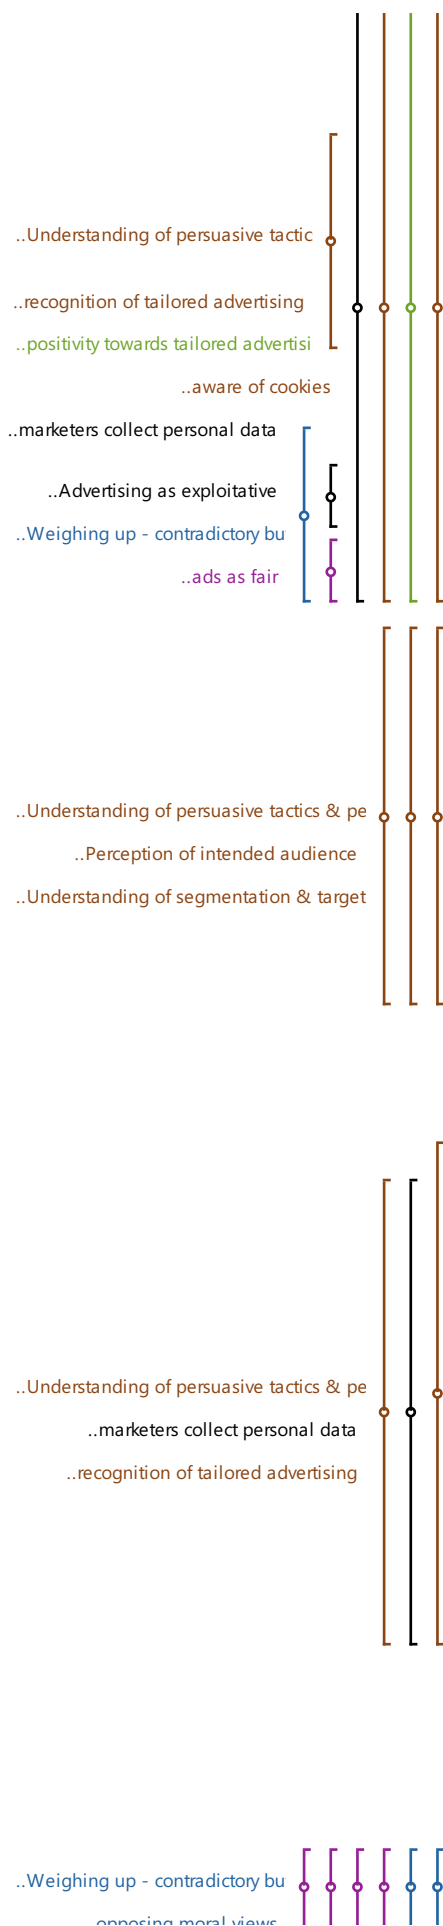 ..Understanding of persuasive tactic
..recognition of tailored advertising
..positivity towards tailored advertisi
..aware of cookies
..marketers collect personal data
..Advertising as exploitative
..Weighing up - contradictory bu
..ads as fair
..Understanding of persuasive tactics & pe
..Perception of intended audience
..Understanding of segmentation & target
..Understanding of persuasive tactics & pe
..marketers collect personal data
..recognition of tailored advertising
..Weighing up - contradictory bu
opposing moral views